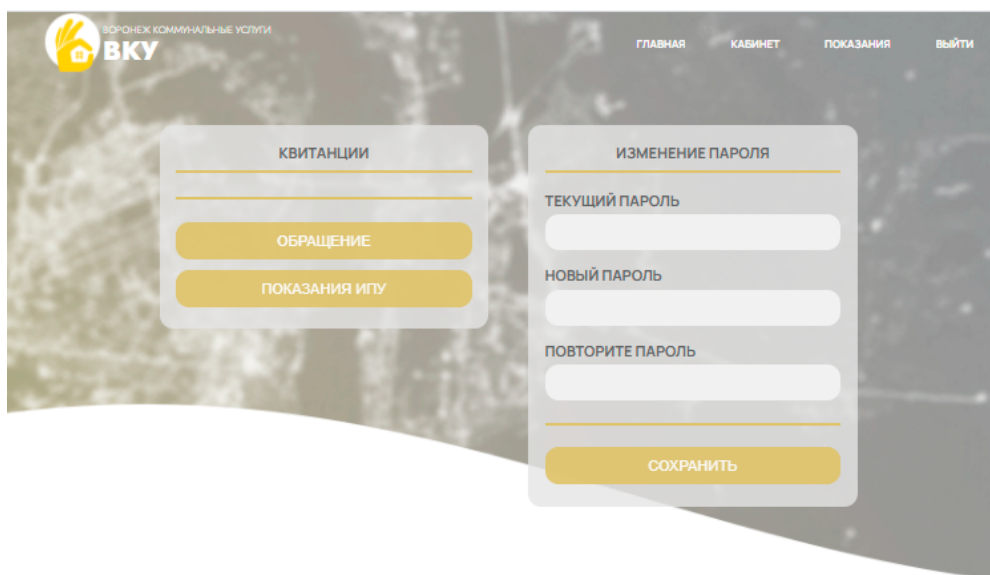 ВОРОНЕЖ КОММУНАЛЬНЫЕ УСЛУГИ
ВКУ
ГЛАВНАЯ КАБИНЕТ ПОКАЗАНИЯ ВЫЙТИ
КВИТАНЦИИ
ОБРАЩЕНИЕ
ПОКАЗАНИЯ ИПУ
ИЗМЕНЕНИЕ ПАРОЛЯ
ТЕКУЩИЙ ПАРОЛЬ
НОВЫЙ ПАРОЛЬ
ПОВТОРИТЕ ПАРОЛЬ
СОХРАНИТЬ